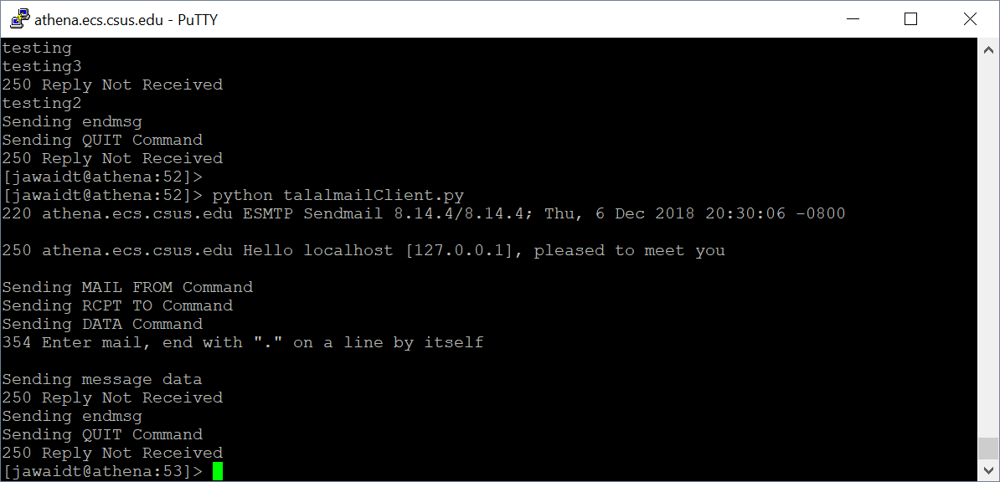 athena.ecs.csus.edu - PuTTY
testing
testing3
250 Reply Not Received
testing2
Sending endmsg
Sending QUIT Command
250 Reply Not Received
[jawaidt@athena:52]>
[jawaidt@athena:52]> python talalmailClient.py
220 athena.ecs.csus.edu ESMTP Sendmail 8.14.4/8.14.4; Thu, 6 Dec 2018 20:30:06 -0800
250 athena.ecs.csus.edu Hello localhost [127.0.0.1], pleased to meet you
Sending MAIL FROM Command
Sending RCPT TO Command
Sending DATA Command
354 Enter mail, end with "." on a line by itself
Sending message data
250 Reply Not Received
Sending endmsg
Sending QUIT Command
250 Reply Not Received
[jawaidt@athena:53]>